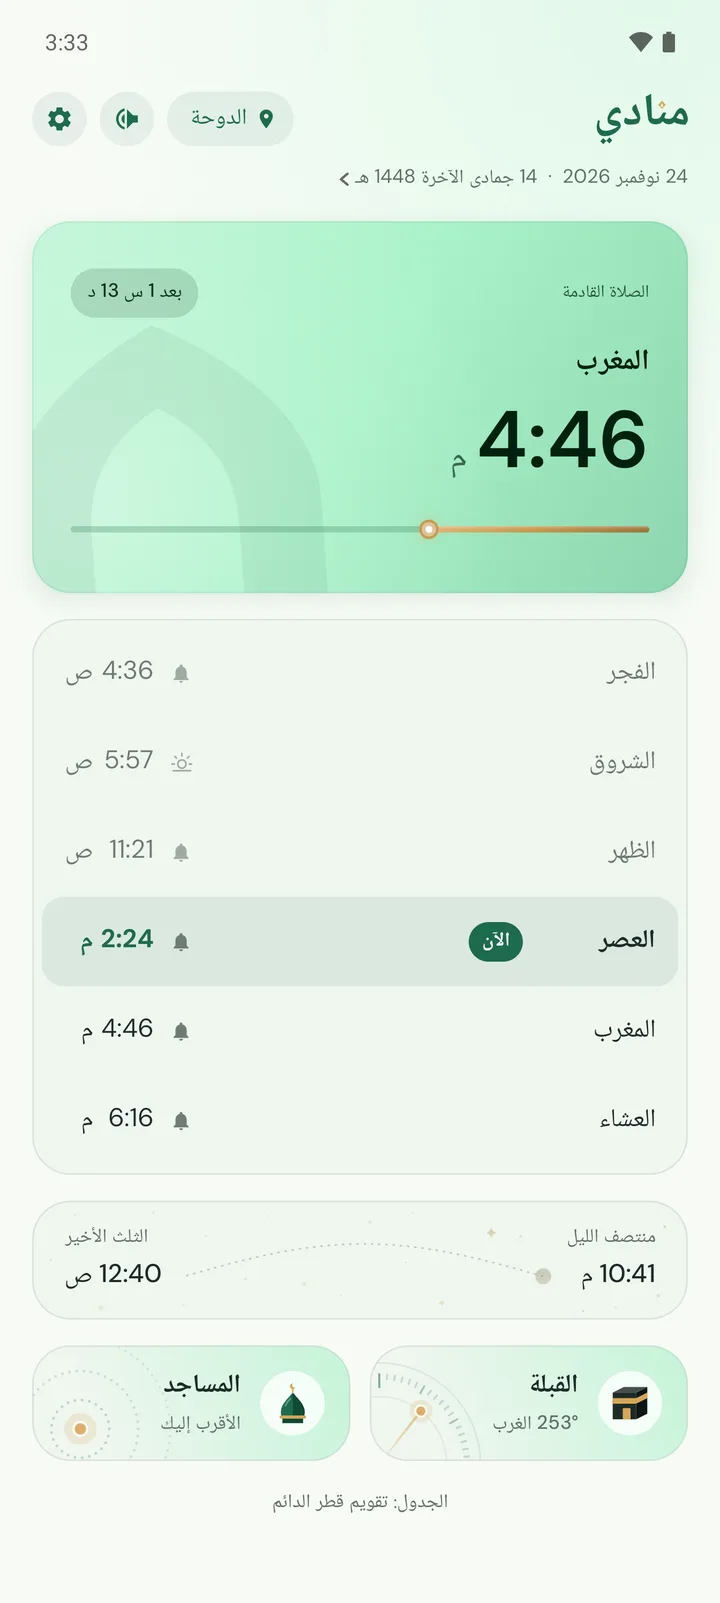 3:33
منادي
الدوحة
24 نوفمبر 2026 · 14 جمادى الآخرة 1448 هـ
الصلاة القادمة
بعد 1 س 13 د
المغرب
4:46 م
الفجر 4:36 ص
الشروق 5:57 ص
الظهر 11:21 ص
العصر الآن 2:24 م
المغرب 4:46 م
العشاء 6:16 م
منتصف الليل
10:41 م
الثلث الأخير
12:40 ص
القبلة
253° الغرب
المساجد
الأقرب إليك
الجدول: تقويم قطر الدائم